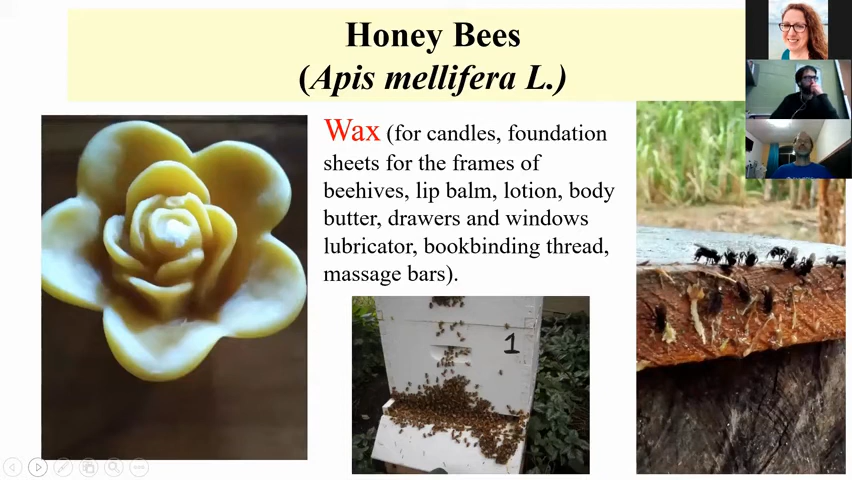 Honey Bees
(Apis mellifera L.)
Wax (for candles, foundation
sheets for the frames of
beehives, lip balm, lotion, body
butter, drawers and windows
lubricator, bookbinding thread,
massage bars).
1